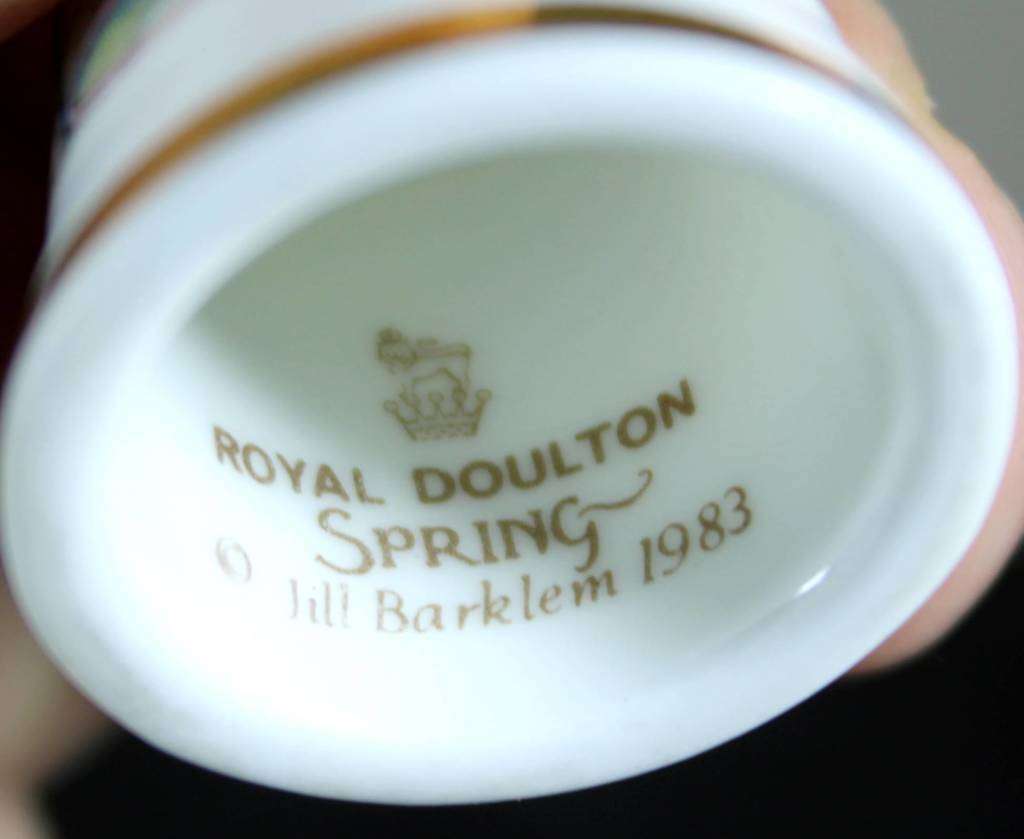 ROYAL DOULTON
SPRING
© Jill Barklem 1983